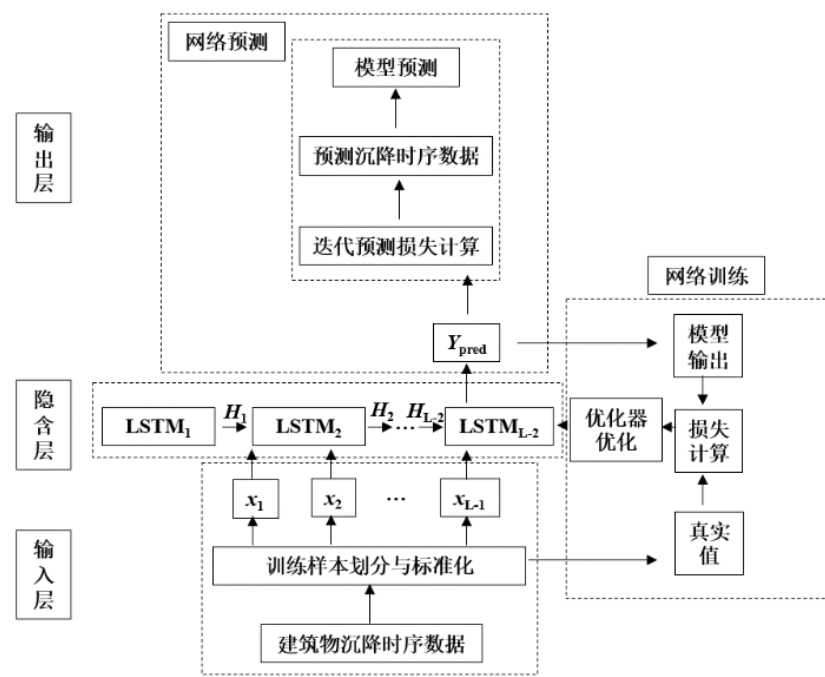 网络预测
模型预测
输
出
层
预测沉降时序数据
迭代预测损失计算
网络训练
Y_pred
模型
输出
隐
含
层
LSTM_1
H_1
LSTM_2
H_2
…
H_L-2
LSTM_L-2
优化器
优化
损失
计算
x_1
x_2
…
x_L-1
真实
值
输
入
层
训练样本划分与标准化
建筑物沉降时序数据